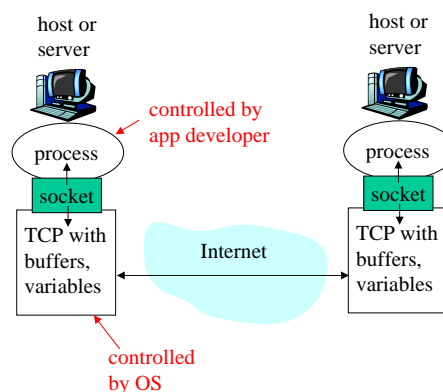 host or
server
controlled by
app developer
process
socket
TCP with
buffers,
variables
controlled
by OS
Internet
host or
server
process
socket
TCP with
buffers,
variables